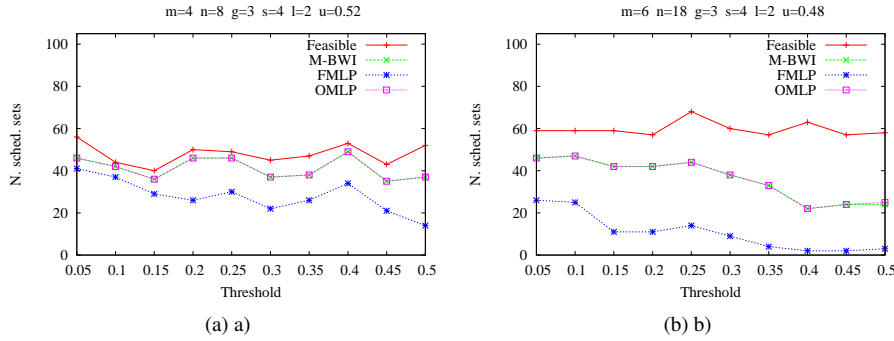 m=4 n=8 g=3 s=4 l=2 u=0.52
N. sched. sets
100
80
60
40
20
0
Feasible
M-BWI
FMLP
OMLP
0.05 0.1 0.15 0.2 0.25 0.3 0.35 0.4 0.45 0.5
Threshold
(a) a)
m=6 n=18 g=3 s=4 l=2 u=0.48
N. sched. sets
100
80
60
40
20
0
Feasible
M-BWI
FMLP
OMLP
0.05 0.1 0.15 0.2 0.25 0.3 0.35 0.4 0.45 0.5
Threshold
(b) b)